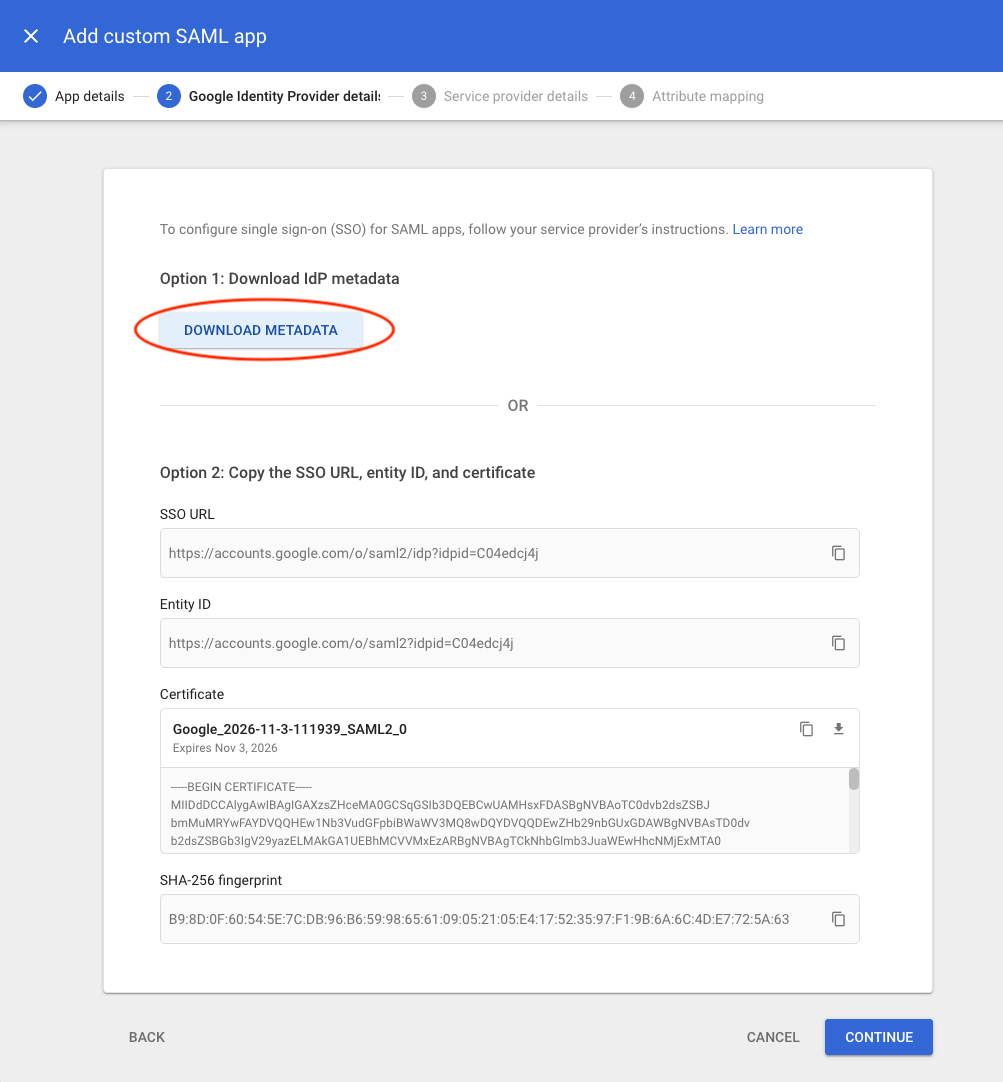 Add custom SAML app
App details
2 Google Identity Provider details
3 Service provider details
4 Attribute mapping
To configure single sign-on (SSO) for SAML apps, follow your service provider's instructions. Learn more
Option 1: Download IdP metadata
DOWNLOAD METADATA
OR
Option 2: Copy the SSO URL, entity ID, and certificate
SSO URL
https://accounts.google.com/o/saml2/idp?idpid=C04edcj4j
Entity ID
https://accounts.google.com/o/saml2?idpid=C04edcj4j
Certificate
Google_2026-11-3-111939_SAML2_0
Expires Nov 3, 2026
-----BEGIN CERTIFICATE-----
MIIDdDCCAlygAwIBAgIGAXzsZHceMA0GCSqGSIb3DQEBCwUAMHsxFDASBgNVBAoTC0dvb2dsZSBJ
bmMuMRYwFAYDVQQHEw1Nb3VudGFpbiBWaWV3MQ8wDQYDVQQDEwZHb29nbGUxGDAWBgNVBAsTD0dv
b2dsZSBGb3IgV29yazELMAkGA1UEBhMCVVMxEzARBgNVBAgTCkNhbGlmb3JuaWEwHhcNMjExMTA0
SHA-256 fingerprint
B9:8D:0F:60:54:5E:7C:DB:96:B6:59:98:65:61:09:05:21:05:E4:17:52:35:97:F1:9B:6A:6C:4D:E7:72:5A:63
BACK
CANCEL
CONTINUE